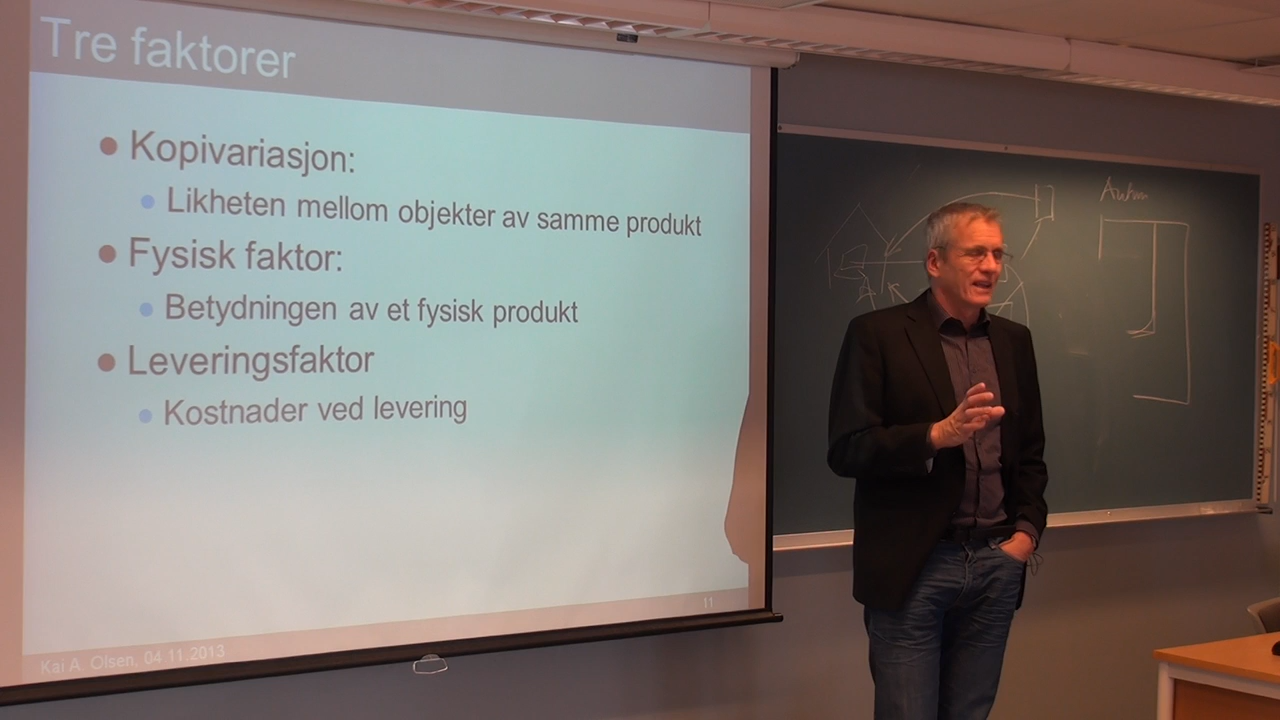 Tre faktorer
Kopivariasjon:
Likheten mellom objekter av samme produkt
Fysisk faktor:
Betydningen av et fysisk produkt
Leveringsfaktor
Kostnader ved levering
11
Kai A. Olsen, 04.11.2013